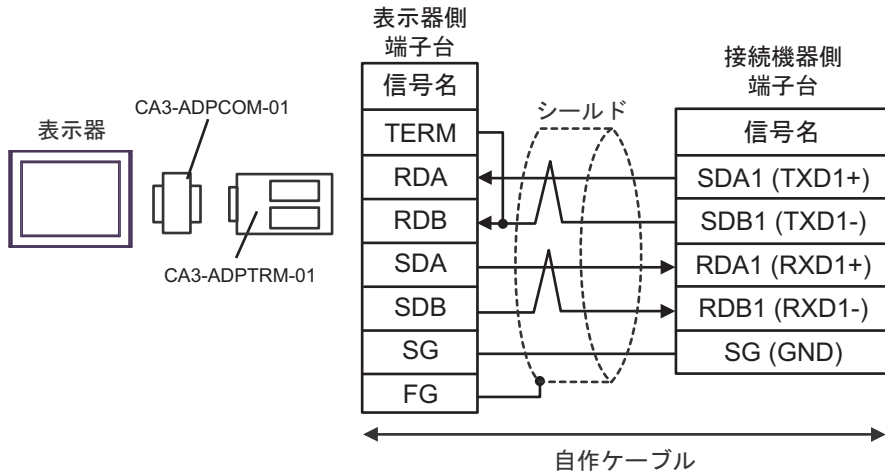 表示器
CA3-ADPCOM-01
CA3-ADPTRM-01
表示器側
端子台
信号名
TERM
RDA
RDB
SDA
SDB
SG
FG
シールド
接続機器側
端子台
信号名
SDA1 (TXD1+)
SDB1 (TXD1-)
RDA1 (RXD1+)
RDB1 (RXD1-)
SG (GND)
自作ケーブル